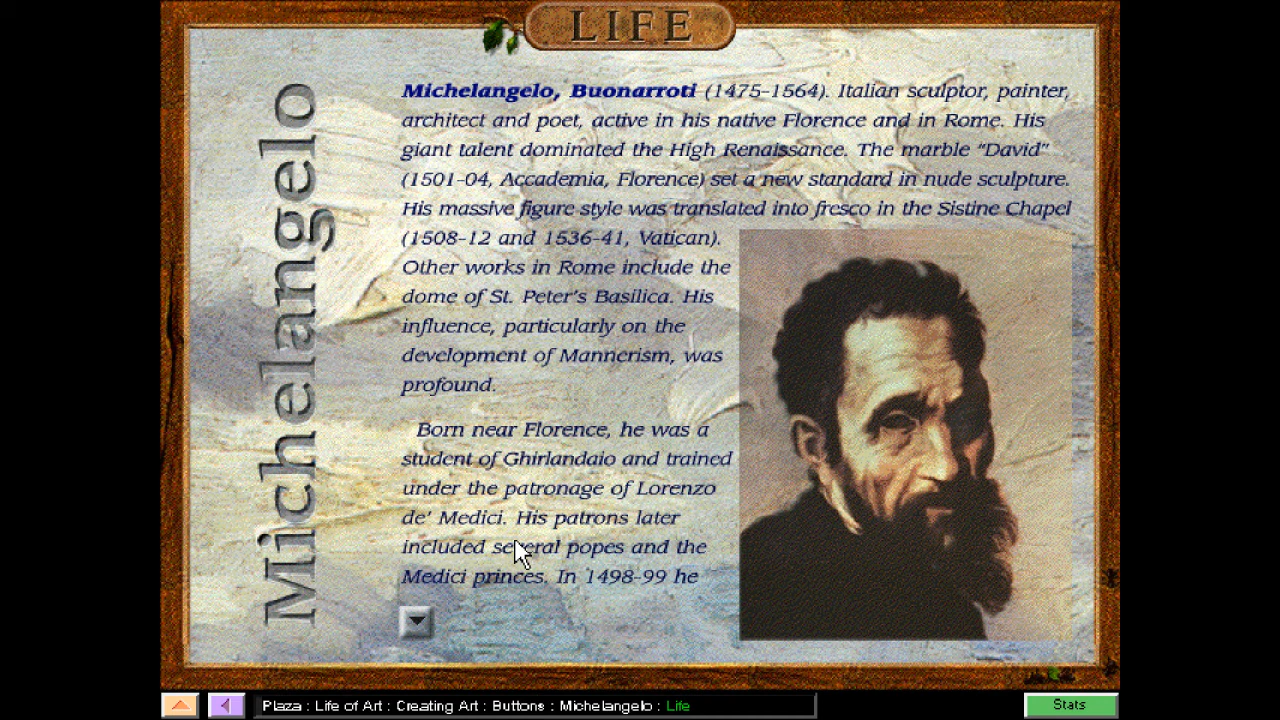 LIFE
Michelangelo
Michelangelo, Buonarroti (1475-1564). Italian sculptor, painter,
architect and poet, active in his native Florence and in Rome. His
giant talent dominated the High Renaissance. The marble “David”
(1501-04, Accademia, Florence) set a new standard in nude sculpture.
His massive figure style was translated into fresco in the Sistine Chapel
(1508-12 and 1536-41, Vatican).
Other works in Rome include the
dome of St. Peter’s Basilica. His
influence, particularly on the
development of Mannerism, was
profound.
Born near Florence, he was a
student of Ghirlandaio and trained
under the patronage of Lorenzo
de’ Medici. His patrons later
included several popes and the
Medici princes. In 1498-99 he
Plaza : Life of Art : Creating Art : Buttons : Michelangelo : Life
Stats